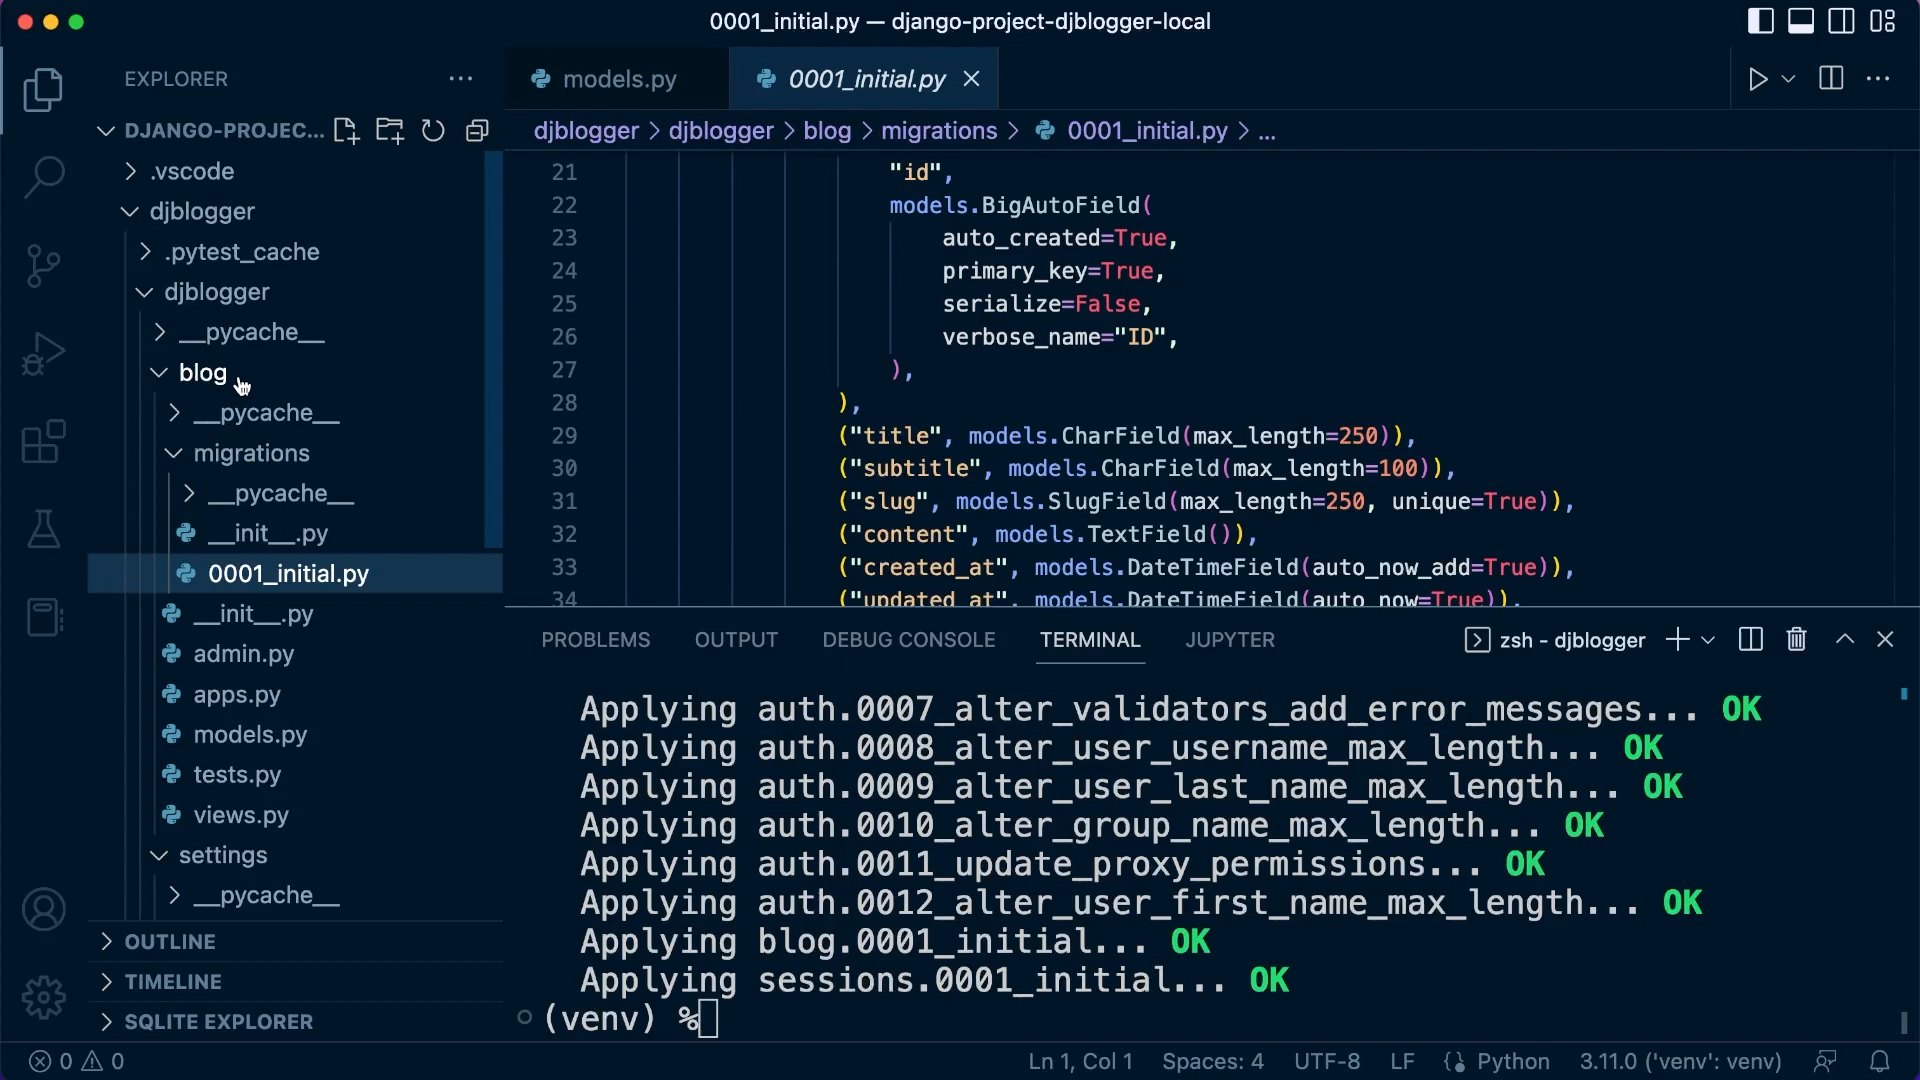 0001_initial.py — django-project-djblogger-local
EXPLORER
DJANGO-PROJEC...
.vscode
djblogger
.pytest_cache
djblogger
__pycache__
blog
__pycache__
migrations
__pycache__
__init__.py
0001_initial.py
__init__.py
admin.py
apps.py
models.py
tests.py
views.py
settings
__pycache__
OUTLINE
TIMELINE
SQLITE EXPLORER
models.py
0001_initial.py
djblogger > djblogger > blog > migrations > 0001_initial.py > ...
21 "id",
22 models.BigAutoField(
23 auto_created=True,
24 primary_key=True,
25 serialize=False,
26 verbose_name="ID",
27 ),
28 ),
29 ("title", models.CharField(max_length=250)),
30 ("subtitle", models.CharField(max_length=100)),
31 ("slug", models.SlugField(max_length=250, unique=True)),
32 ("content", models.TextField()),
33 ("created_at", models.DateTimeField(auto_now_add=True)),
34 ("updated_at", models.DateTimeField(auto_now=True)),
PROBLEMS OUTPUT DEBUG CONSOLE TERMINAL JUPYTER
zsh - djblogger
Applying auth.0007_alter_validators_add_error_messages... OK
Applying auth.0008_alter_user_username_max_length... OK
Applying auth.0009_alter_user_last_name_max_length... OK
Applying auth.0010_alter_group_name_max_length... OK
Applying auth.0011_update_proxy_permissions... OK
Applying auth.0012_alter_user_first_name_max_length... OK
Applying blog.0001_initial... OK
Applying sessions.0001_initial... OK
(venv) %
0 0
Ln 1, Col 1 Spaces: 4 UTF-8 LF Python 3.11.0 ('venv': venv)